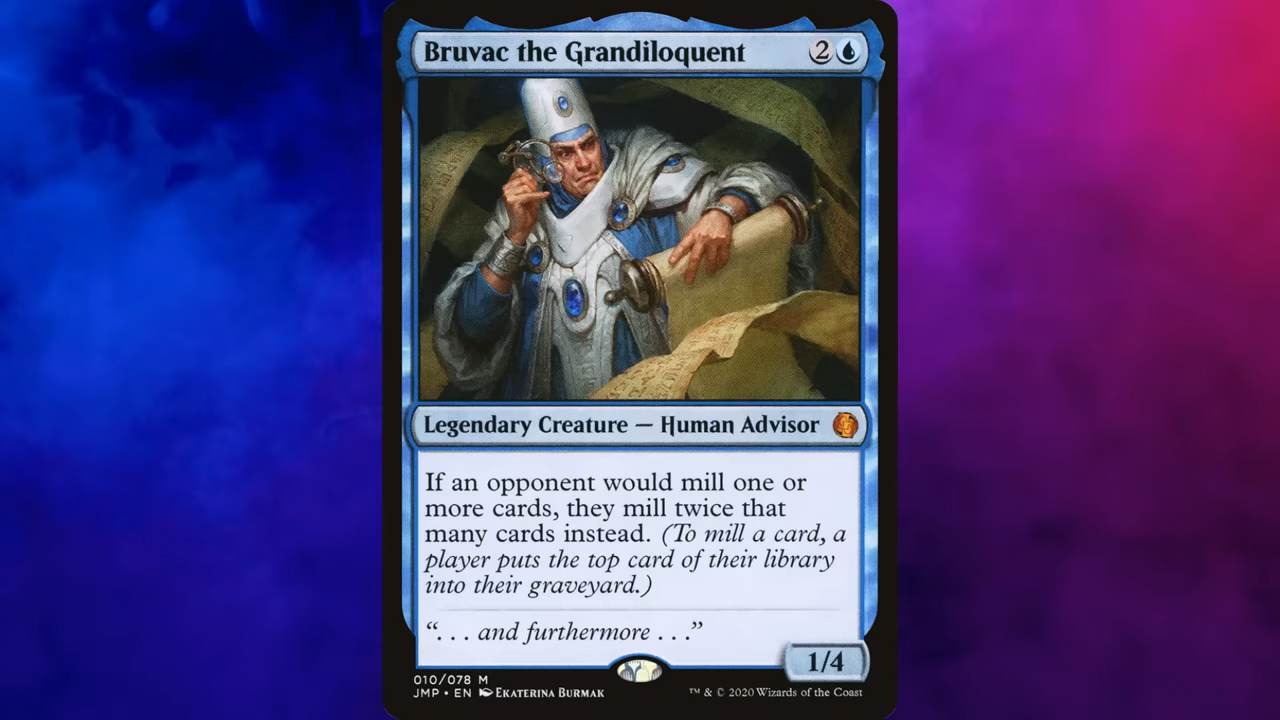 Bruvac the Grandiloquent 2
Legendary Creature — Human Advisor
If an opponent would mill one or
more cards, they mill twice that
many cards instead. (To mill a card, a
player puts the top card of their library
into their graveyard.)
“. . . and furthermore . . .”
1/4
010/078 M
JMP • EN EKATERINA BURMAK
™ & © 2020 Wizards of the Coast